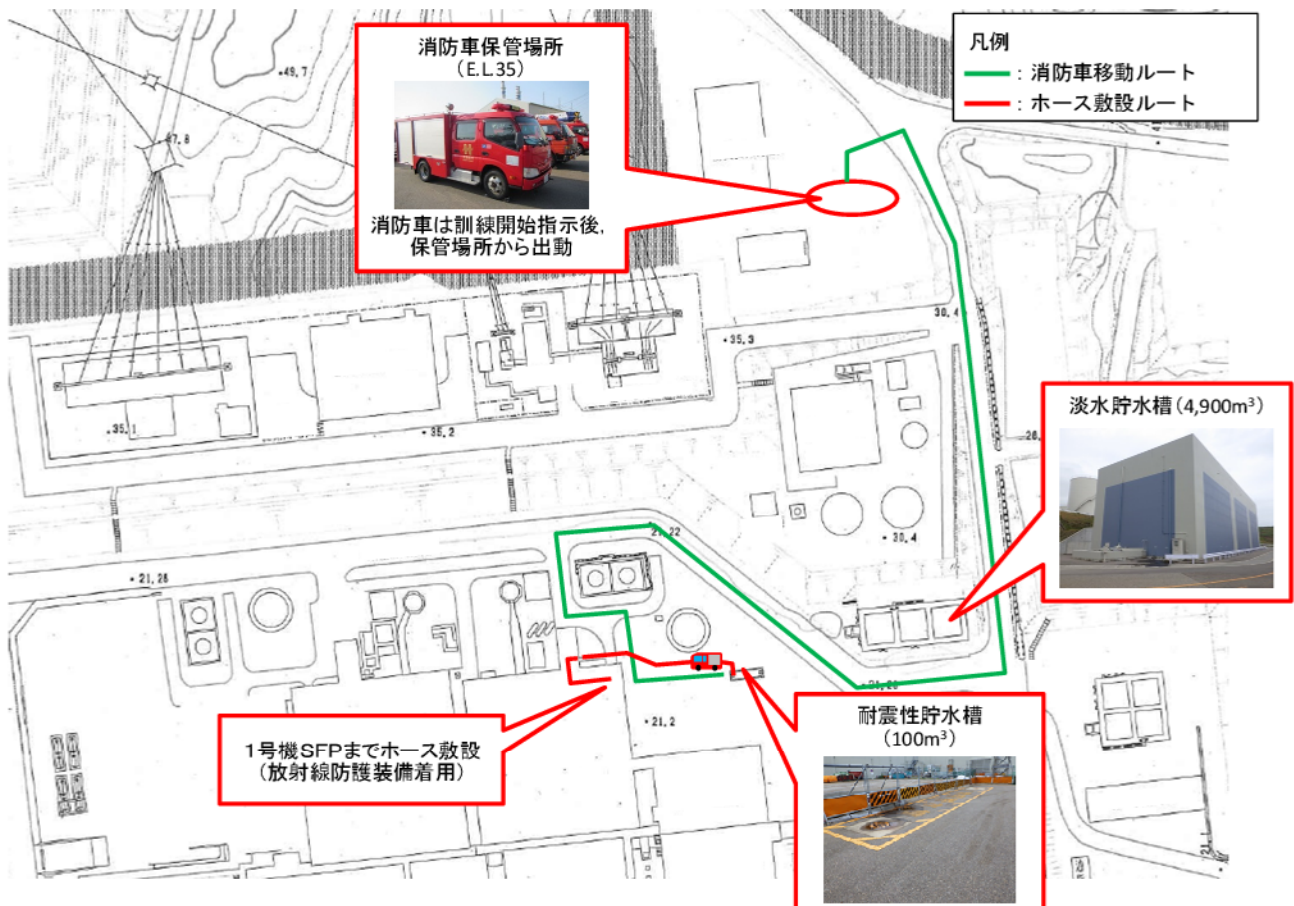 消防車保管場所
(E.L35)
消防車は訓練開始指示後,
保管場所から出動
凡例
: 消防車移動ルート
: ホース敷設ルート
・49.7
47.8
30.4
・35.3
・35.1
・35.2
淡水貯水槽(4,900m³)
26.
・30.4
21.22
・21.26
・21.2
1号機SFPまでホース敷設
(放射線防護装備着用)
耐震性貯水槽
(100m³)
21